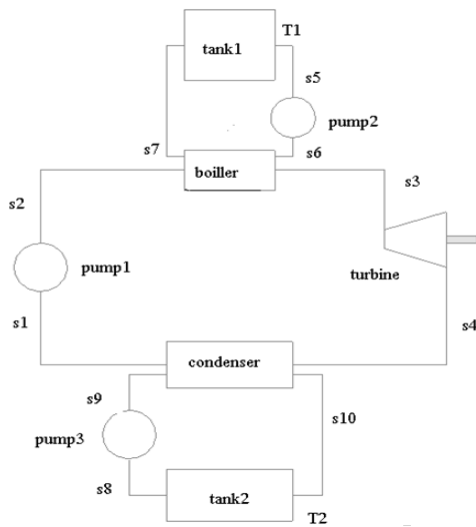 T1
tank1
s5
pump2
s7
s6
boiller
s3
s2
pump1
turbine
s1
s4
condenser
s9
s10
pump3
s8
tank2
T2